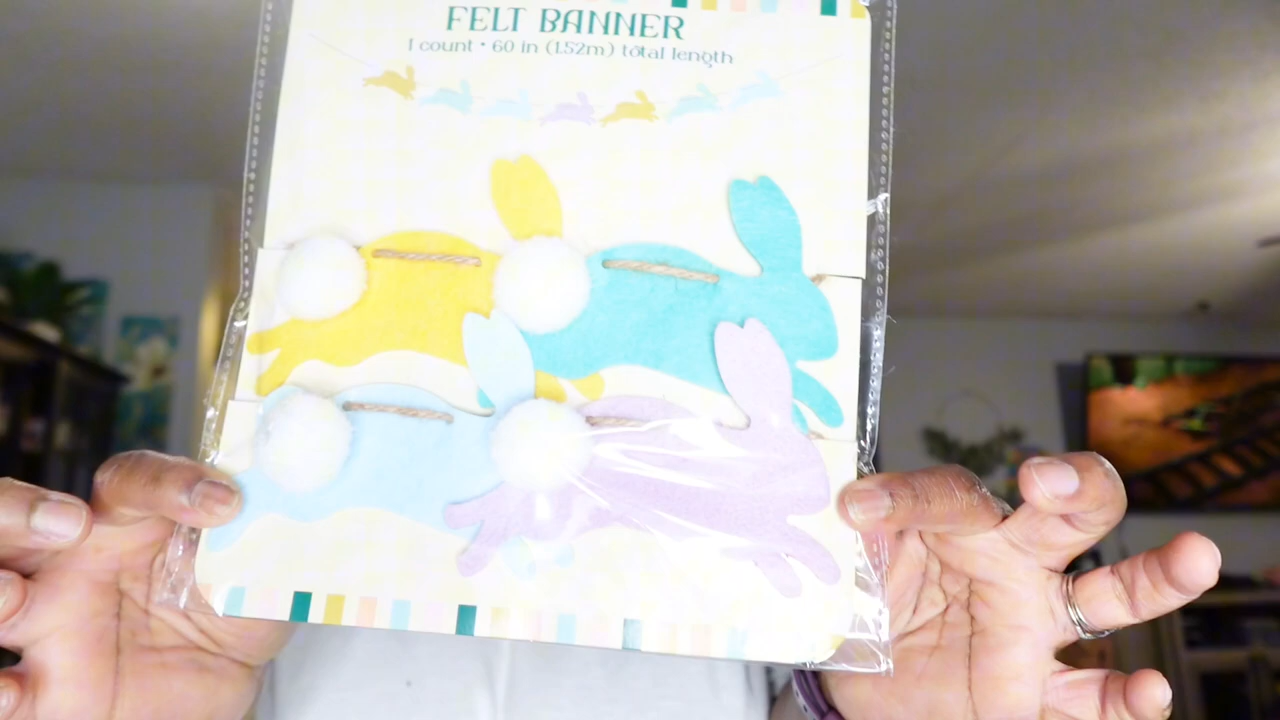 FELT BANNER
1 count • 60 in (1.52m) total length